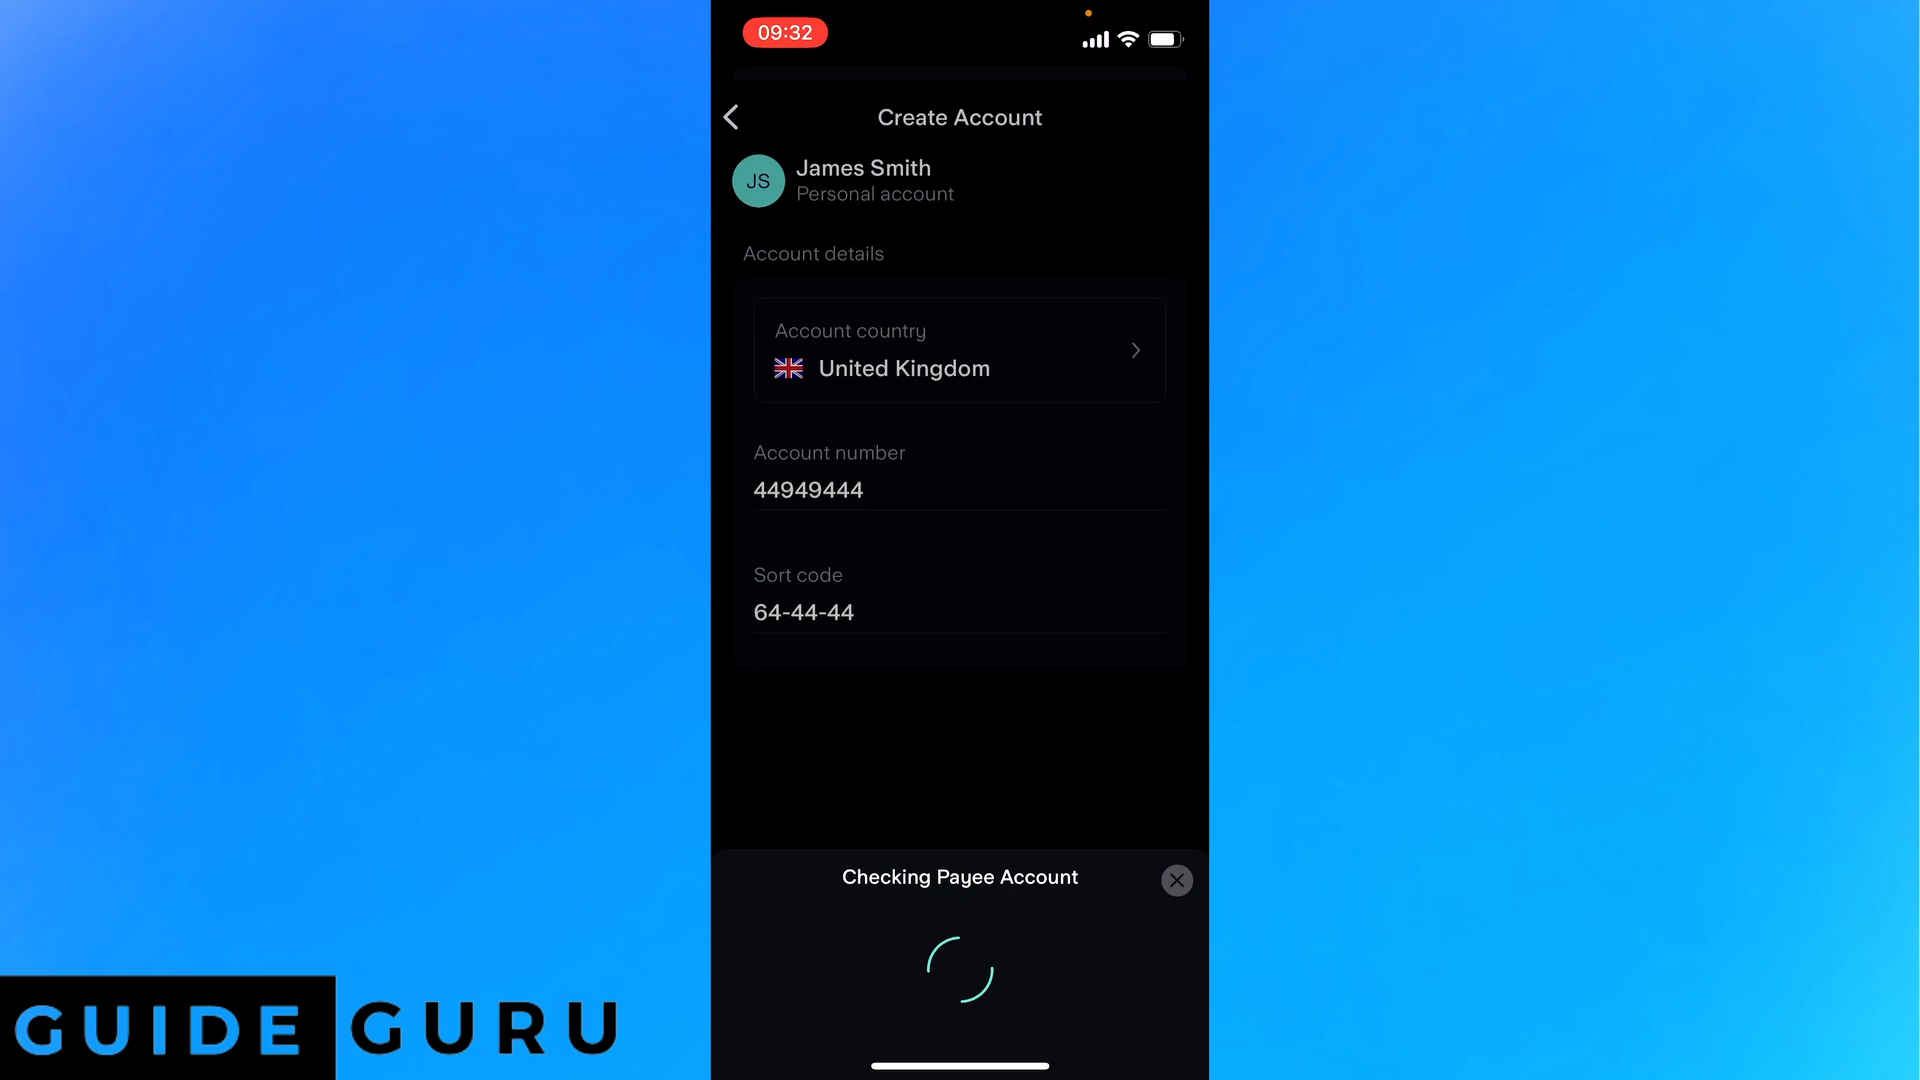 09:32
Create Account
JS
James Smith
Personal account
Account details
Account country
United Kingdom
Account number
44949444
Sort code
64-44-44
Checking Payee Account
GUIDE GURU